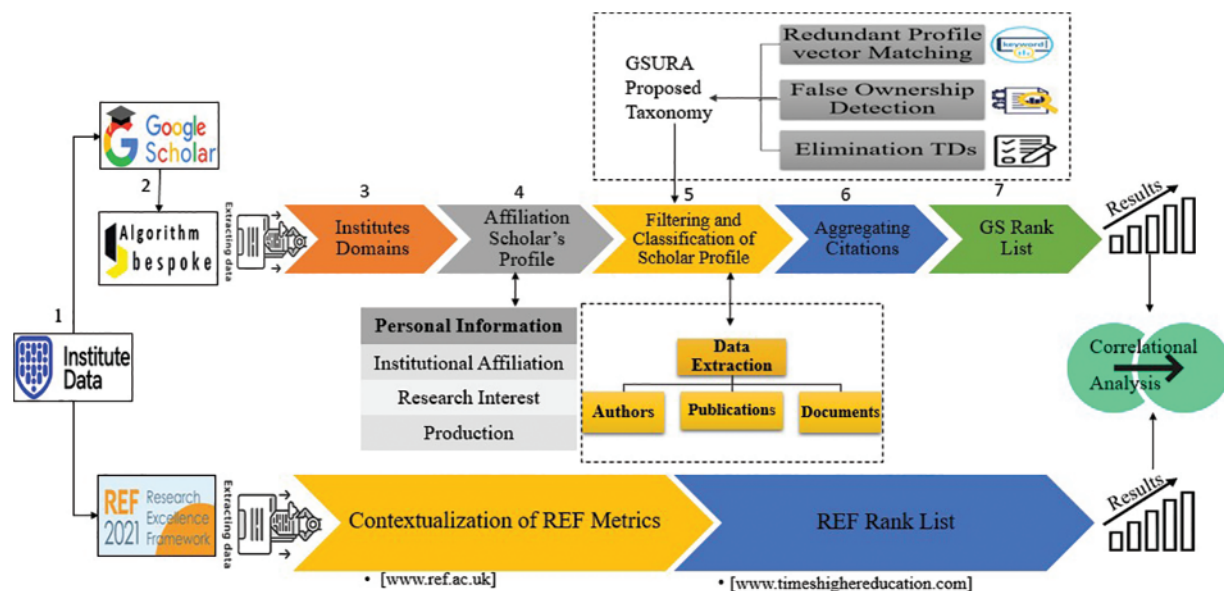 Redundant Profile
vector Matching
keyword
GSURA
Proposed
Taxonomy
False Ownership
Detection
Elimination TDs
Google
Scholar
2
Algorithm
bespoke
Extracting data
3
Institutes
Domains
4
Affiliation
Scholar's
Profile
5
Filtering and
Classification of
Scholar Profile
6
Aggregating
Citations
7
GS Rank
List
Results
1
Institute
Data
Personal Information
Institutional Affiliation
Research Interest
Production
Data
Extraction
Authors
Publications
Documents
Correlational
Analysis
REF
2021
Research
Excellence
Framework
Extracting data
Contextualization of REF Metrics
REF Rank List
Results
• [www.ref.ac.uk]
• [www.timeshighereducation.com]